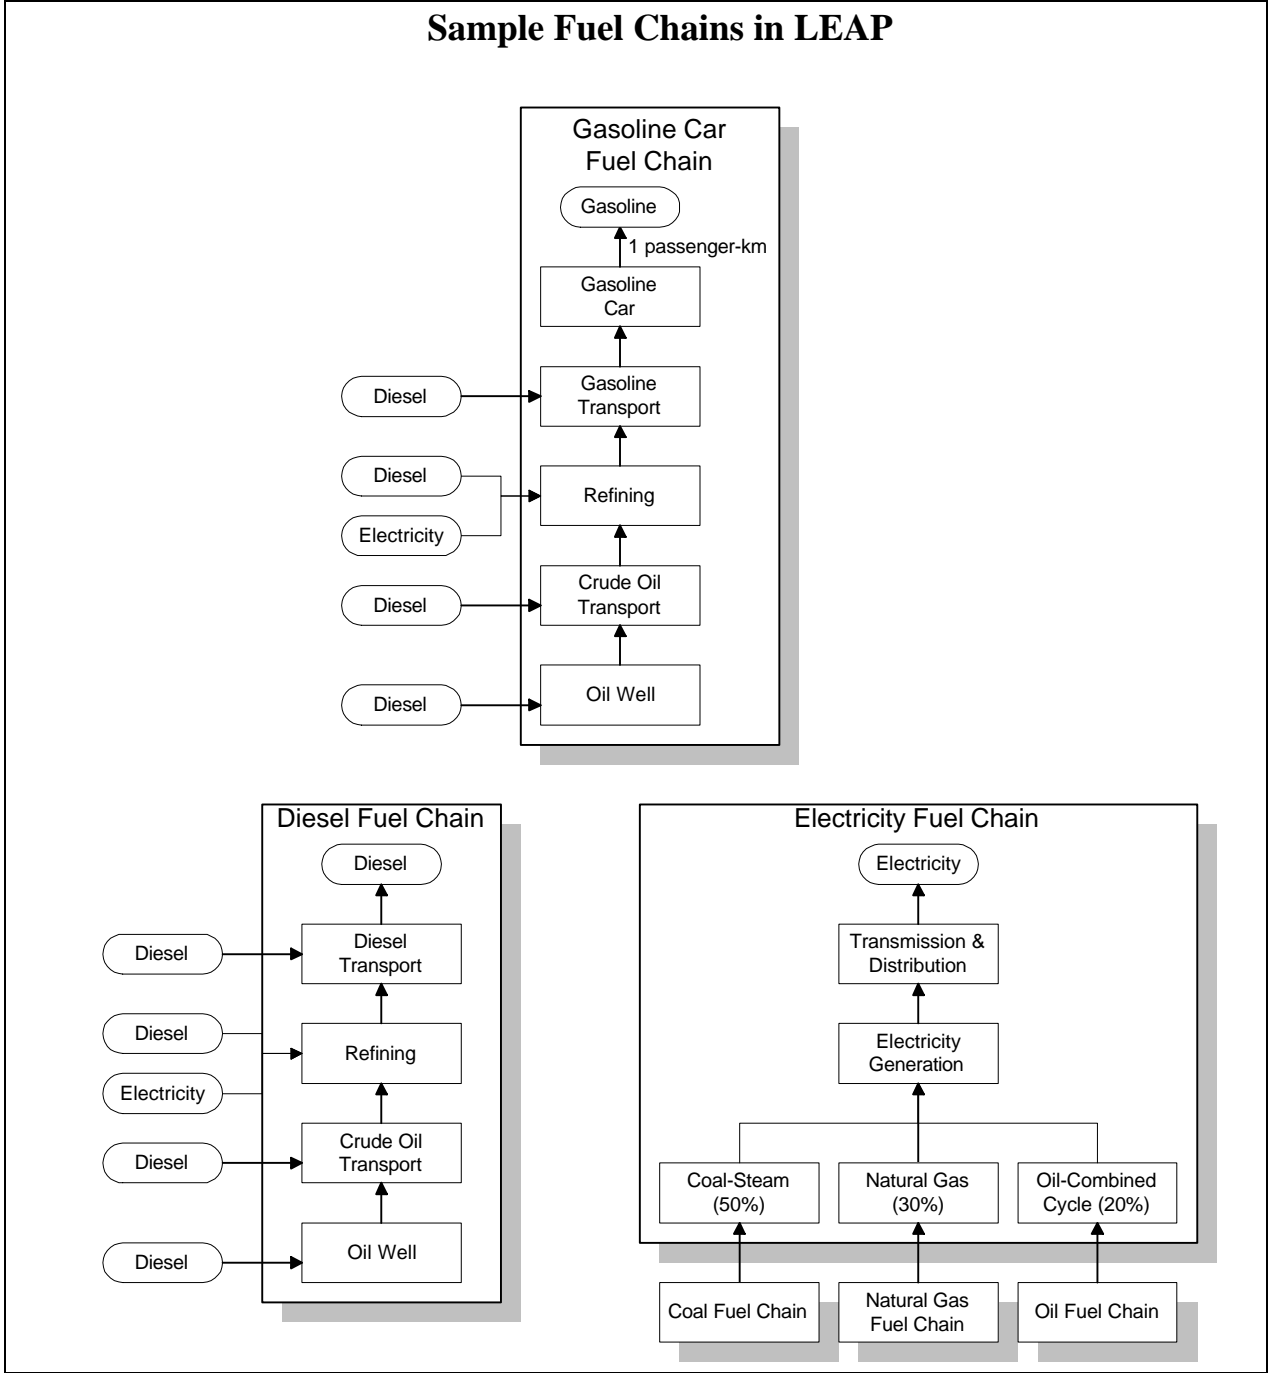 Sample Fuel Chains in LEAP
Gasoline Car
Fuel Chain
Gasoline
1 passenger-km
Gasoline
Car
Diesel
Gasoline
Transport
Diesel
Electricity
Refining
Diesel
Crude Oil
Transport
Diesel
Oil Well
Diesel Fuel Chain
Diesel
Diesel
Diesel
Transport
Diesel
Electricity
Refining
Diesel
Crude Oil
Transport
Diesel
Oil Well
Electricity Fuel Chain
Electricity
Transmission &
Distribution
Electricity
Generation
Coal-Steam
(50%)
Natural Gas
(30%)
Oil-Combined
Cycle (20%)
Coal Fuel Chain
Natural Gas
Fuel Chain
Oil Fuel Chain